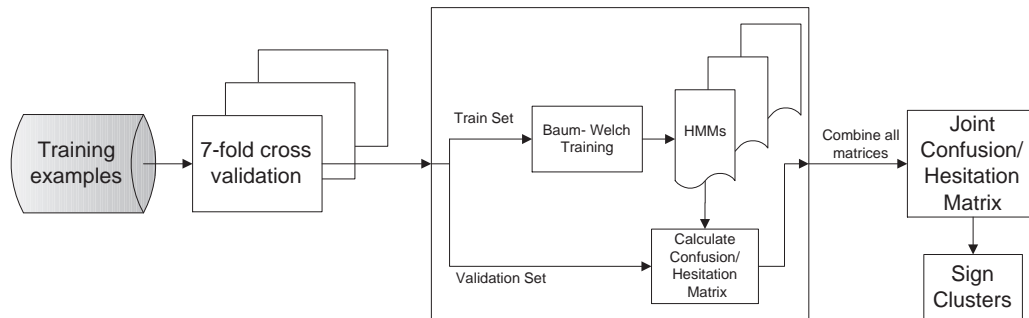 Training
examples
7-fold cross
validation
Train Set
Baum- Welch
Training
HMMs
Validation Set
Calculate
Confusion/
Hesitation
Matrix
Combine all
matrices
Joint
Confusion/
Hesitation
Matrix
Sign
Clusters